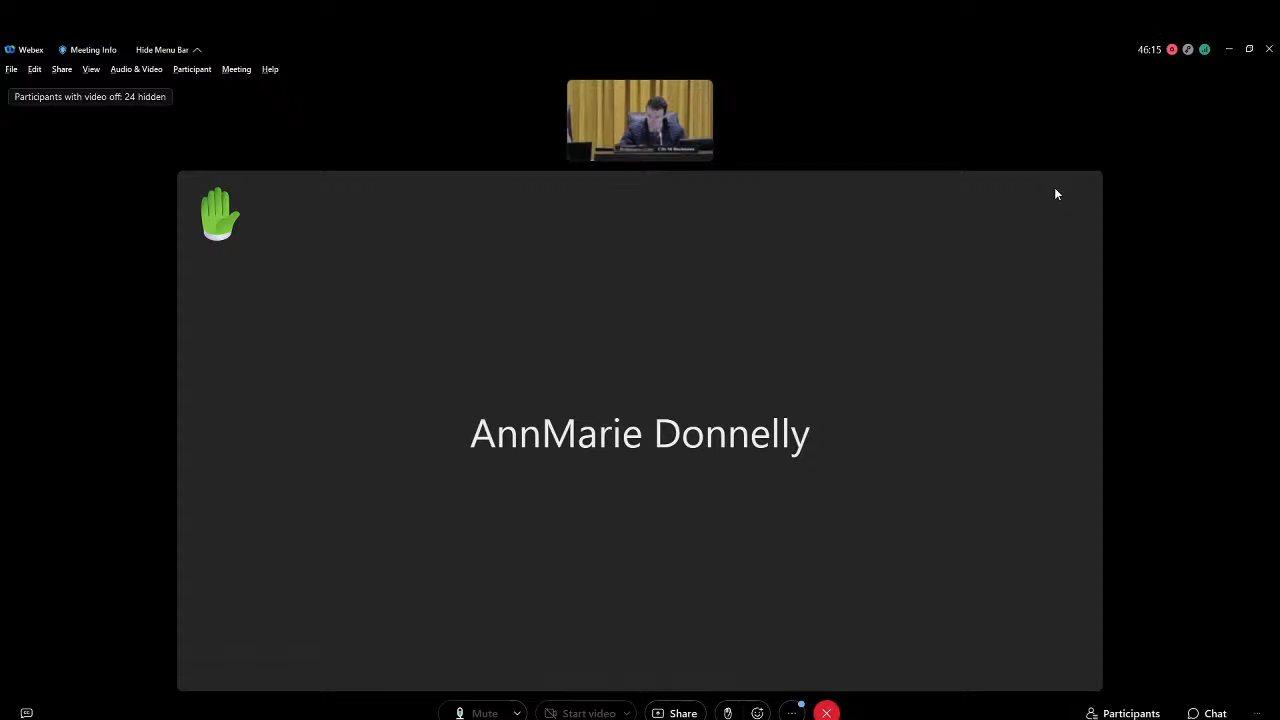 Webex Meeting Info Hide Menu Bar 46:15
File Edit Share View Audio & Video Participant Meeting Help
Participants with video off: 24 hidden
AnnMarie Donnelly
Mute Start video Share Participants Chat